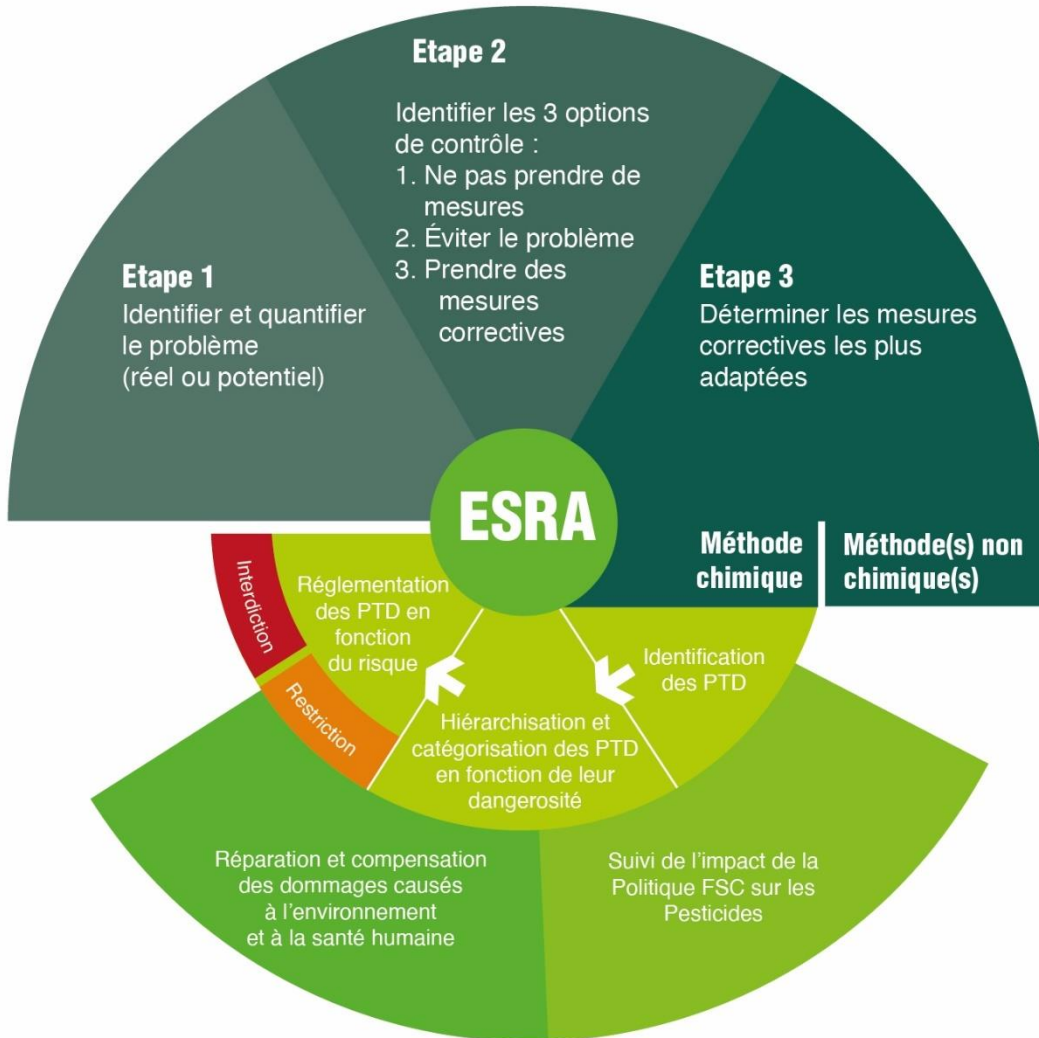 Etape 2
Identifier les 3 options
de contrôle :
1. Ne pas prendre de
mesures
2. Éviter le problème
3. Prendre des
mesures
correctives
Etape 1
Identifier et quantifier
le problème
(réel ou potentiel)
Etape 3
Déterminer les mesures
correctives les plus
adaptées
ESRA
Méthode
chimique
Méthode(s) non
chimique(s)
Interdiction
Restriction
Réglementation
des PTD en
fonction
du risque
Hiérarchisation et
catégorisation des PTD
en fonction de leur
dangerosité
Identification
des PTD
Réparation et compensation
des dommages causés
à l'environnement
et à la santé humaine
Suivi de l'impact de la
Politique FSC sur les
Pesticides